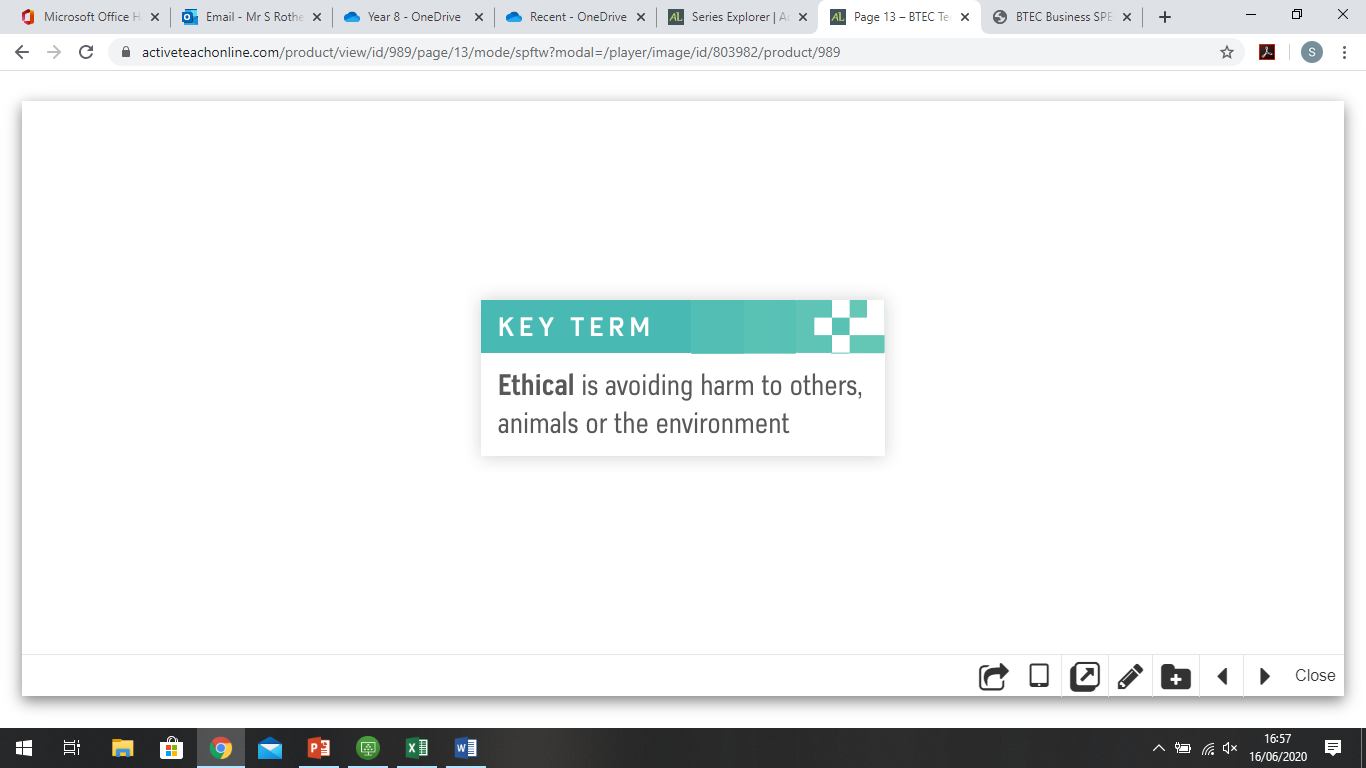 Microsoft Office H
Email - Mr S Rothe
Year 8 - OneDrive
Recent - OneDrive
Series Explorer | A
Page 13 – BTEC Te
BTEC Business SPE
activeteachonline.com/product/view/id/989/page/13/mode/spftw?modal=/player/image/id/803982/product/989
S
KEY TERM
Ethical is avoiding harm to others,
animals or the environment
Close
16:57
16/06/2020